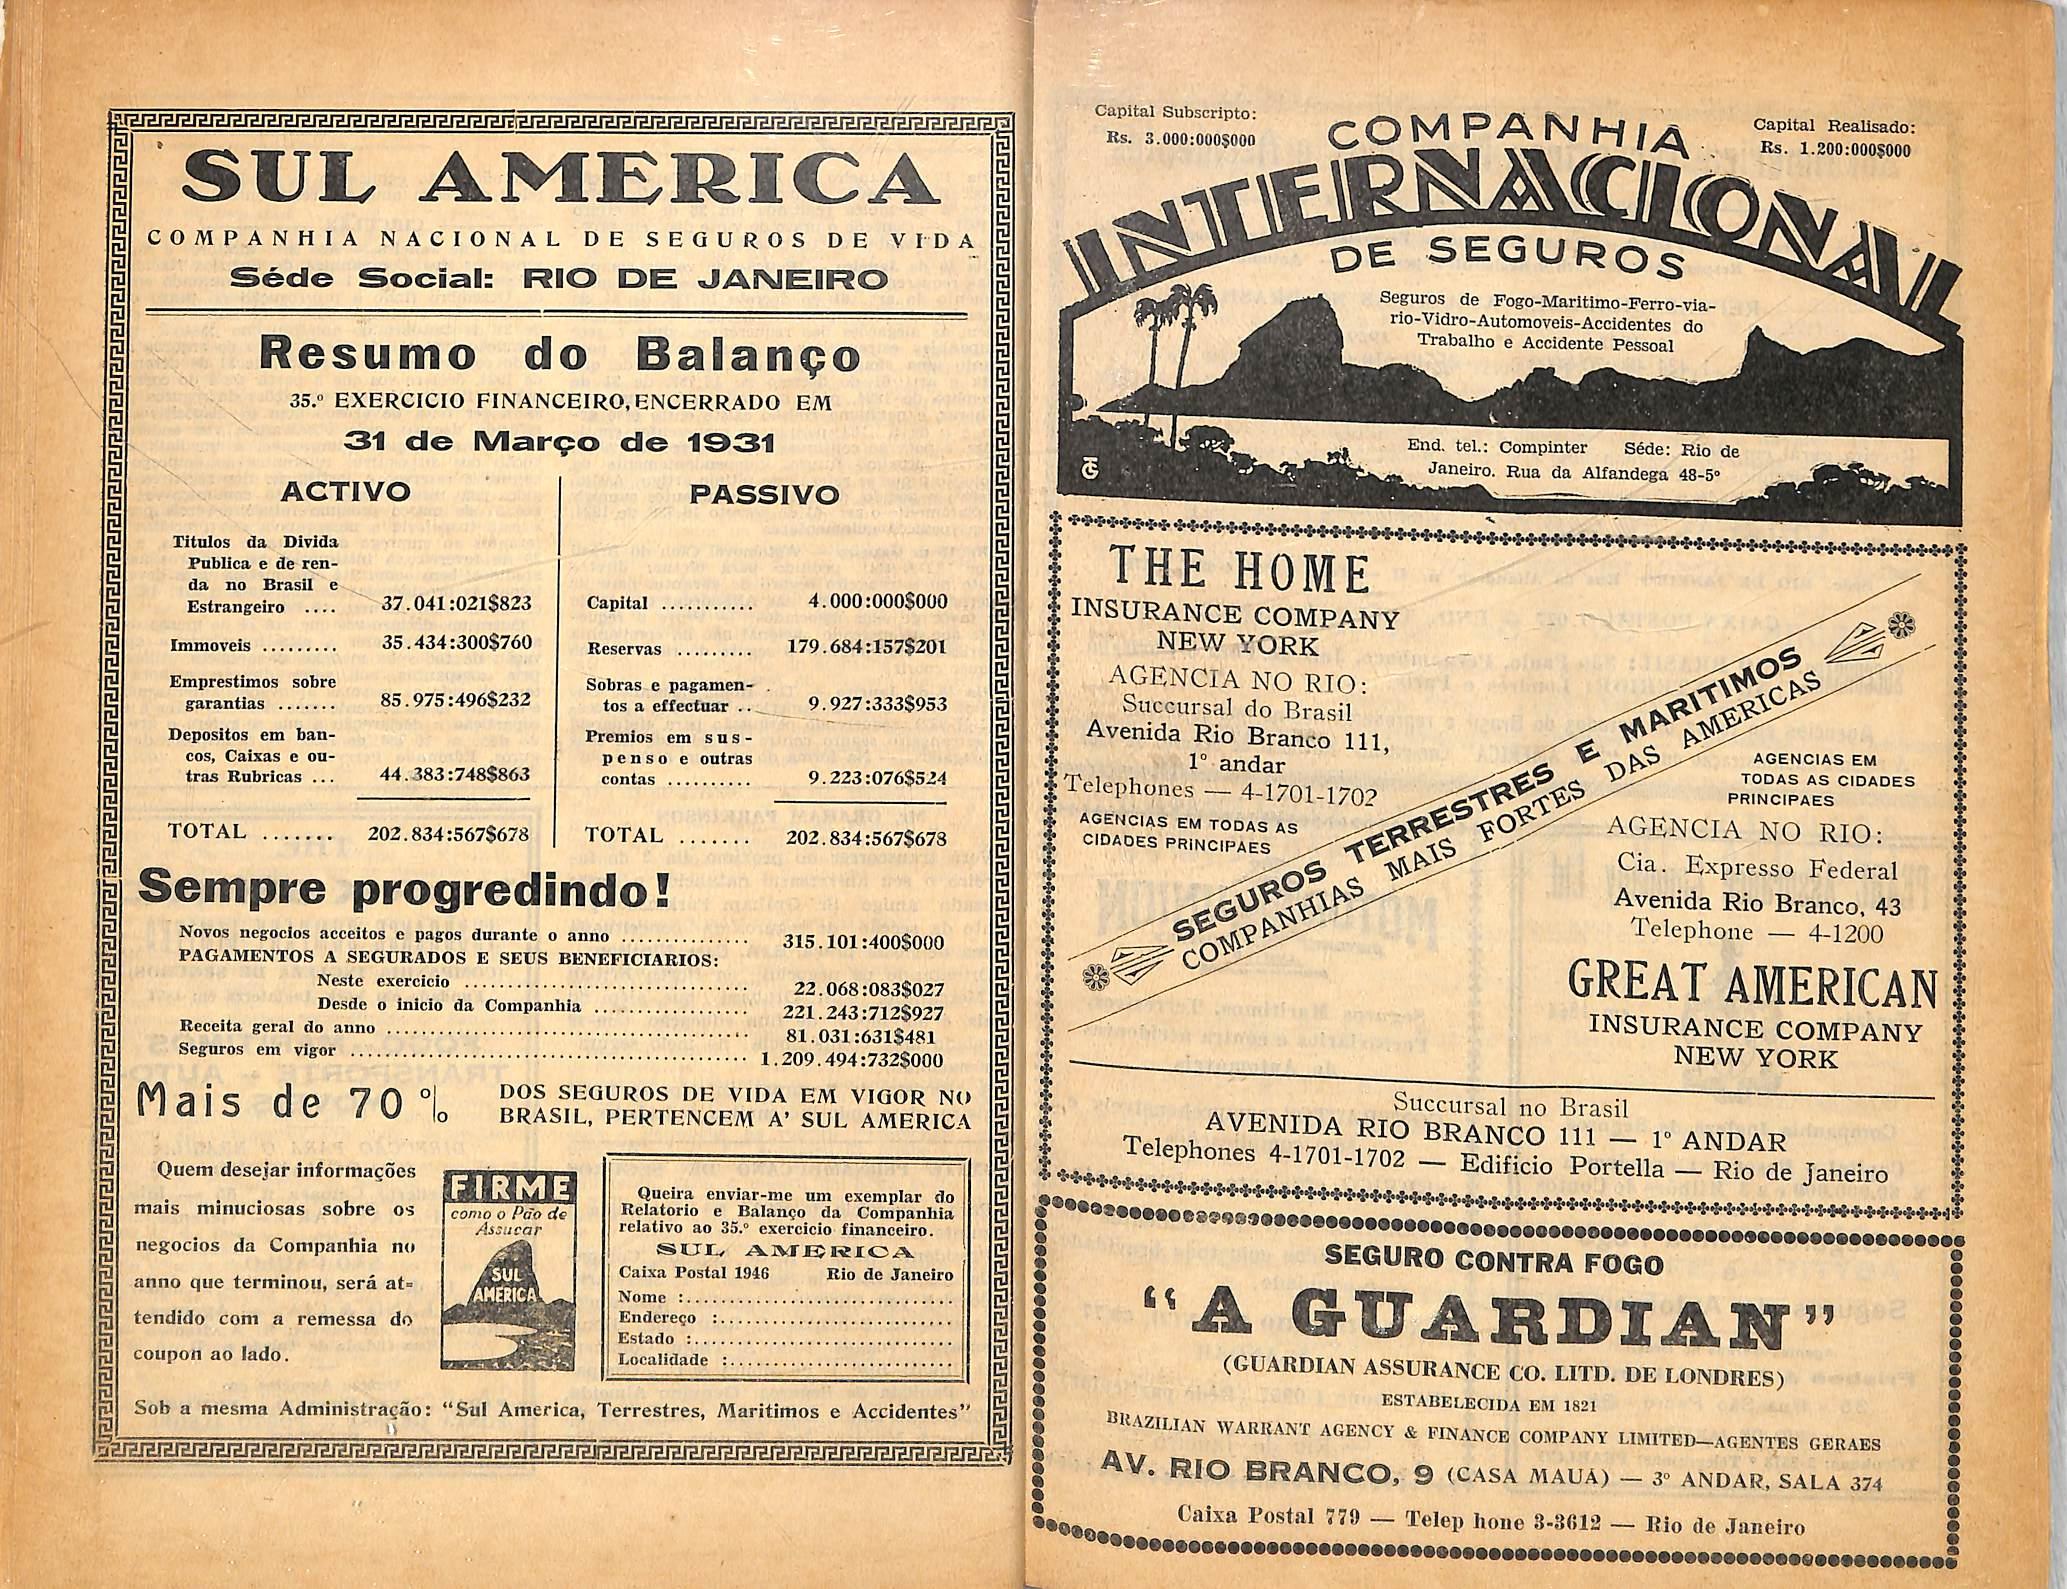 SUL AMERICA
COMPANHIA NACIONAL DE SEGUROS DE VIDA
Séde Social: RIO DE JANEIRO
Resumo do Balanço
35.º EXERCICIO FINANCEIRO, ENCERRADO EM
31 de Março de 1931
ACTIVO
Titulos da Divida
Publica e de ren-
da no Brasil e
Estrangeiro .... 37.041:021$823
Immoveis ......... 35.434:300$760
Emprestimos sobre
garantias ....... 85.975:496$232
Depositos em ban-
cos, Caixas e ou-
tras Rubricas ... 44.383:748$863
TOTAL ....... 202.834:567$678
PASSIVO
Capital ........... 4.000:000$000
Reservas ......... 179.684:157$201
Sobras e pagamen-
tos a effectuar .. 9.927:333$953
Premios em sus-
penso e outras
contas .......... 9.223:076$524
TOTAL ....... 202.834:567$678
Sempre progredindo!
Novos negocios acceitos e pagos durante o anno ............... 315.101:400$000
PAGAMENTOS A SEGURADOS E SEUS BENEFICIARIOS:
Neste exercicio .................................. 22.068:083$027
Desde o inicio da Companhia .................. 221.243:712$927
Receita geral do anno ........................................... 81.031:631$481
Seguros em vigor ................................................ 1.209.494:732$000
Mais de 70 %
DOS SEGUROS DE VIDA EM VIGOR NO
BRASIL, PERTENCEM A' SUL AMERICA
Quem desejar informações
mais minuciosas sobre os
negocios da Companhia no
anno que terminou, será at=
tendido com a remessa do
coupon ao lado.
FIRME
como o Pão de
Assucar
SUL
AMERICA
Queira enviar-me um exemplar do
Relatorio e Balanço da Companhia
relativo ao 35.º exercicio financeiro.
SUL AMERICA
Caixa Postal 1946 Rio de Janeiro
Nome :................................
Endereço :............................
Estado :...............................
Localidade :...........................
Sob a mesma Administração: "Sul America, Terrestres, Maritimos e Accidentes"
Capital Subscripto:
Rs. 3.000:000$000
Capital Realisado:
Rs. 1.200:000$000
COMPANHIA
INTERNACIONAL
DE SEGUROS
Seguros de Fogo-Maritimo-Ferro-via-
rio-Vidro-Automoveis-Accidentes do
Trabalho e Accidente Pessoal
End. tel.: Compinter Séde: Rio de
Janeiro. Rua da Alfandega 48-5º
THE HOME
INSURANCE COMPANY
NEW YORK
AGENCIA NO RIO:
Succursal do Brasil
Avenida Rio Branco 111,
1º andar
Telephones — 4-1701-1702
AGENCIAS EM TODAS AS
CIDADES PRINCIPAES
SEGUROS TERRESTRES E MARITIMOS
COMPANHIAS MAIS FORTES DAS AMERICAS
AGENCIAS EM
TODAS AS CIDADES
PRINCIPAES
AGENCIA NO RIO:
Cia. Expresso Federal
Avenida Rio Branco, 43
Telephone — 4-1200
GREAT AMERICAN
INSURANCE COMPANY
NEW YORK
Succursal no Brasil
AVENIDA RIO BRANCO 111 — 1º ANDAR
Telephones 4-1701-1702 — Edificio Portella — Rio de Janeiro
SEGURO CONTRA FOGO
"A GUARDIAN"
(GUARDIAN ASSURANCE CO. LITD. DE LONDRES)
ESTABELECIDA EM 1821
BRAZILIAN WARRANT AGENCY & FINANCE COMPANY LIMITED—AGENTES GERAES
AV. RIO BRANCO, 9 (CASA MAUÁ) — 3º ANDAR, SALA 374
Caixa Postal 779 — Telep hone 3-3612 — Rio de Janeiro